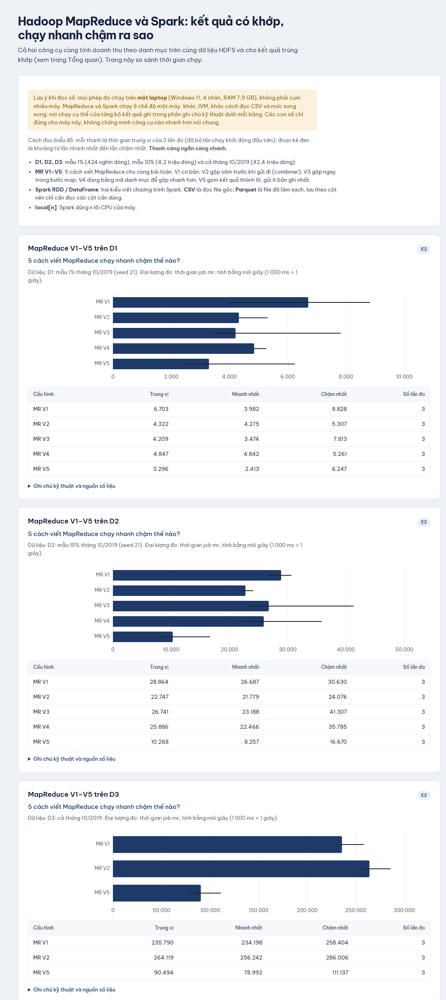 Hadoop MapReduce và Spark: kết quả có khớp,
chạy nhanh chậm ra sao
Cả hai công cụ cùng tính doanh thu theo danh mục trên cùng dữ liệu HDFS và cho kết quả trùng
khớp (xem trang Tổng quan). Trang này so sánh thời gian chạy.
Lưu ý khi đọc số: mọi phép đo chạy trên một laptop (Windows 11, 4 nhân, RAM 7,9 GB), không phải cụm
nhiều máy. MapReduce và Spark chạy ở chế độ một máy, khác JVM, khác cách đọc CSV và mức song
song; nơi chạy cụ thể của từng bộ kết quả ghi trong phần ghi chú kỹ thuật dưới mỗi bảng. Các con số chỉ
đúng cho máy này, không chứng minh công cụ nào nhanh hơn nói chung.
Cách đọc biểu đồ: mỗi thanh là thời gian trung vị của 3 lần đo (đã bỏ lần chạy khởi động đầu tiên); đoạn kẻ đen
là khoảng từ lần nhanh nhất đến lần chậm nhất. Thanh càng ngắn càng nhanh.
• D1, D2, D3: mẫu 1% (424 nghìn dòng), mẫu 10% (4,2 triệu dòng) và cả tháng 10/2019 (42,4 triệu dòng).
• MR V1–V5: 5 cách viết MapReduce cho cùng bài toán. V1 cơ bản; V2 gộp sớm trước khi gửi đi (combiner); V3 gộp ngay
trong bước map; V4 dùng bảng mã danh mục để gộp nhanh hơn; V5 gom kết quả thành lô, gửi ít bản ghi nhất.
• Spark RDD / DataFrame: hai kiểu viết chương trình Spark. CSV là đọc file gốc; Parquet là file đã làm sạch, lưu theo cột
nên chỉ cần đọc các cột cần dùng.
• local[n]: Spark dùng n lõi CPU của máy.
MapReduce V1–V5 trên D1
E2
5 cách viết MapReduce chạy nhanh chậm thế nào?
Dữ liệu: D1: mẫu 1% tháng 10/2019 (seed 21). Đại lượng đo: thời gian job mr, tính bằng mili giây (1 000 ms = 1
giây).
MR V1
MR V2
MR V3
MR V4
MR V5
0 2.000 4.000 6.000 8.000 10.000
Cấu hình Trung vị Nhanh nhất Chậm nhất Số lần đo
MR V1 6.703 3.982 8.828 3
MR V2 4.322 4.275 5.307 3
MR V3 4.209 3.474 7.813 3
MR V4 4.847 4.842 5.261 3
MR V5 3.296 2.413 6.247 3
▶ Ghi chú kỹ thuật và nguồn số liệu
MapReduce V1–V5 trên D2
E2
5 cách viết MapReduce chạy nhanh chậm thế nào?
Dữ liệu: D2: mẫu 10% tháng 10/2019 (seed 21). Đại lượng đo: thời gian job mr, tính bằng mili giây (1 000 ms = 1
giây).
MR V1
MR V2
MR V3
MR V4
MR V5
0 10.000 20.000 30.000 40.000 50.000
Cấu hình Trung vị Nhanh nhất Chậm nhất Số lần đo
MR V1 28.864 26.687 30.630 3
MR V2 22.747 21.779 24.076 3
MR V3 26.741 23.188 41.307 3
MR V4 25.886 22.466 35.785 3
MR V5 10.268 8.257 16.670 3
▶ Ghi chú kỹ thuật và nguồn số liệu
MapReduce V1–V5 trên D3
E2
5 cách viết MapReduce chạy nhanh chậm thế nào?
Dữ liệu: D3: cả tháng 10/2019. Đại lượng đo: thời gian job mr, tính bằng mili giây (1 000 ms = 1 giây).
MR V1
MR V2
MR V5
0 50.000 100.000 150.000 200.000 250.000 300.000
Cấu hình Trung vị Nhanh nhất Chậm nhất Số lần đo
MR V1 235.790 234.198 258.404 3
MR V2 264.119 256.242 286.006 3
MR V5 90.494 78.992 111.137 3
▶ Ghi chú kỹ thuật và nguồn số liệu